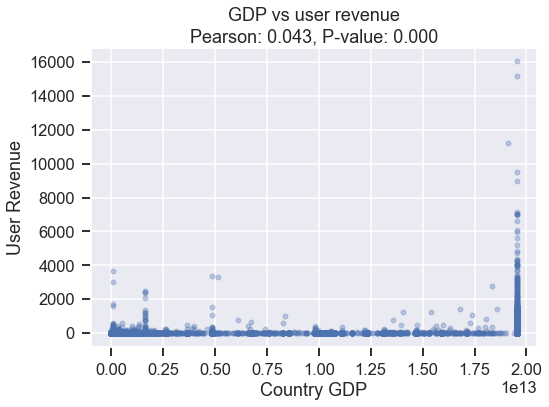 GDP vs user revenue
Pearson: 0.043, P-value: 0.000
16000
14000
12000
10000
8000
6000
4000
2000
0
User Revenue
0.00 0.25 0.50 0.75 1.00 1.25 1.50 1.75 2.00
1e13
Country GDP